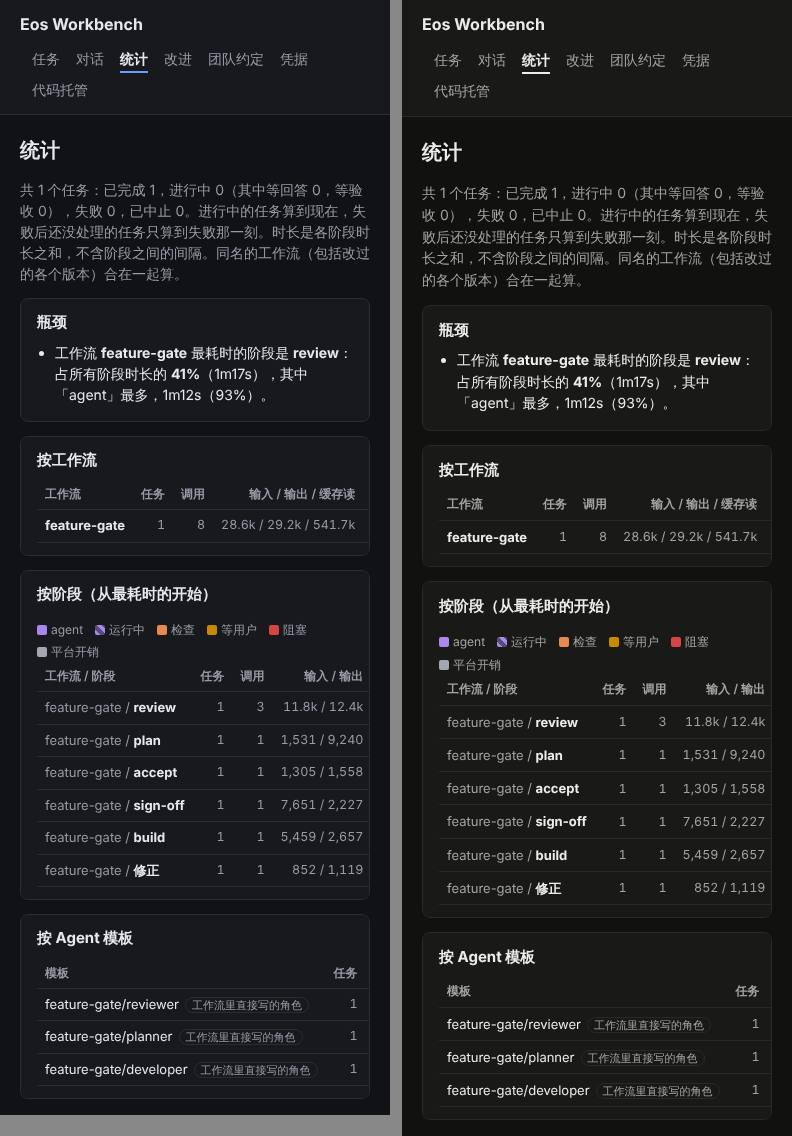 Eos Workbench
任务 对话 统计 改进 团队约定 凭据
代码托管
统计
共 1 个任务：已完成 1，进行中 0（其中等回答 0，等验
收 0），失败 0，已中止 0。进行中的任务算到现在，失
败后还没处理的任务只算到失败那一刻。时长是各阶段时
长之和，不含阶段之间的间隔。同名的工作流（包括改过
的各个版本）合在一起算。
瓶颈
• 工作流 feature-gate 最耗时的阶段是 review：
占所有阶段时长的 41%（1m17s），其中
「agent」最多，1m12s（93%）。
按工作流
工作流 任务 调用 输入 / 输出 / 缓存读
feature-gate 1 8 28.6k / 29.2k / 541.7k
按阶段（从最耗时的开始）
agent 运行中 检查 等用户 阻塞
平台开销
工作流 / 阶段 任务 调用 输入 / 输出
feature-gate / review 1 3 11.8k / 12.4k
feature-gate / plan 1 1 1,531 / 9,240
feature-gate / accept 1 1 1,305 / 1,558
feature-gate / sign-off 1 1 7,651 / 2,227
feature-gate / build 1 1 5,459 / 2,657
feature-gate / 修正 1 1 852 / 1,119
按 Agent 模板
模板 任务
feature-gate/reviewer 工作流里直接写的角色 1
feature-gate/planner 工作流里直接写的角色 1
feature-gate/developer 工作流里直接写的角色 1
Eos Workbench
任务 对话 统计 改进 团队约定 凭据
代码托管
统计
共 1 个任务：已完成 1，进行中 0（其中等回答 0，等验
收 0），失败 0，已中止 0。进行中的任务算到现在，失
败后还没处理的任务只算到失败那一刻。时长是各阶段时
长之和，不含阶段之间的间隔。同名的工作流（包括改过
的各个版本）合在一起算。
瓶颈
• 工作流 feature-gate 最耗时的阶段是 review：
占所有阶段时长的 41%（1m17s），其中
「agent」最多，1m12s（93%）。
按工作流
工作流 任务 调用 输入 / 输出 / 缓存读
feature-gate 1 8 28.6k / 29.2k / 541.7k
按阶段（从最耗时的开始）
agent 运行中 检查 等用户 阻塞
平台开销
工作流 / 阶段 任务 调用 输入 / 输出
feature-gate / review 1 3 11.8k / 12.4k
feature-gate / plan 1 1 1,531 / 9,240
feature-gate / accept 1 1 1,305 / 1,558
feature-gate / sign-off 1 1 7,651 / 2,227
feature-gate / build 1 1 5,459 / 2,657
feature-gate / 修正 1 1 852 / 1,119
按 Agent 模板
模板 任务
feature-gate/reviewer 工作流里直接写的角色 1
feature-gate/planner 工作流里直接写的角色 1
feature-gate/developer 工作流里直接写的角色 1